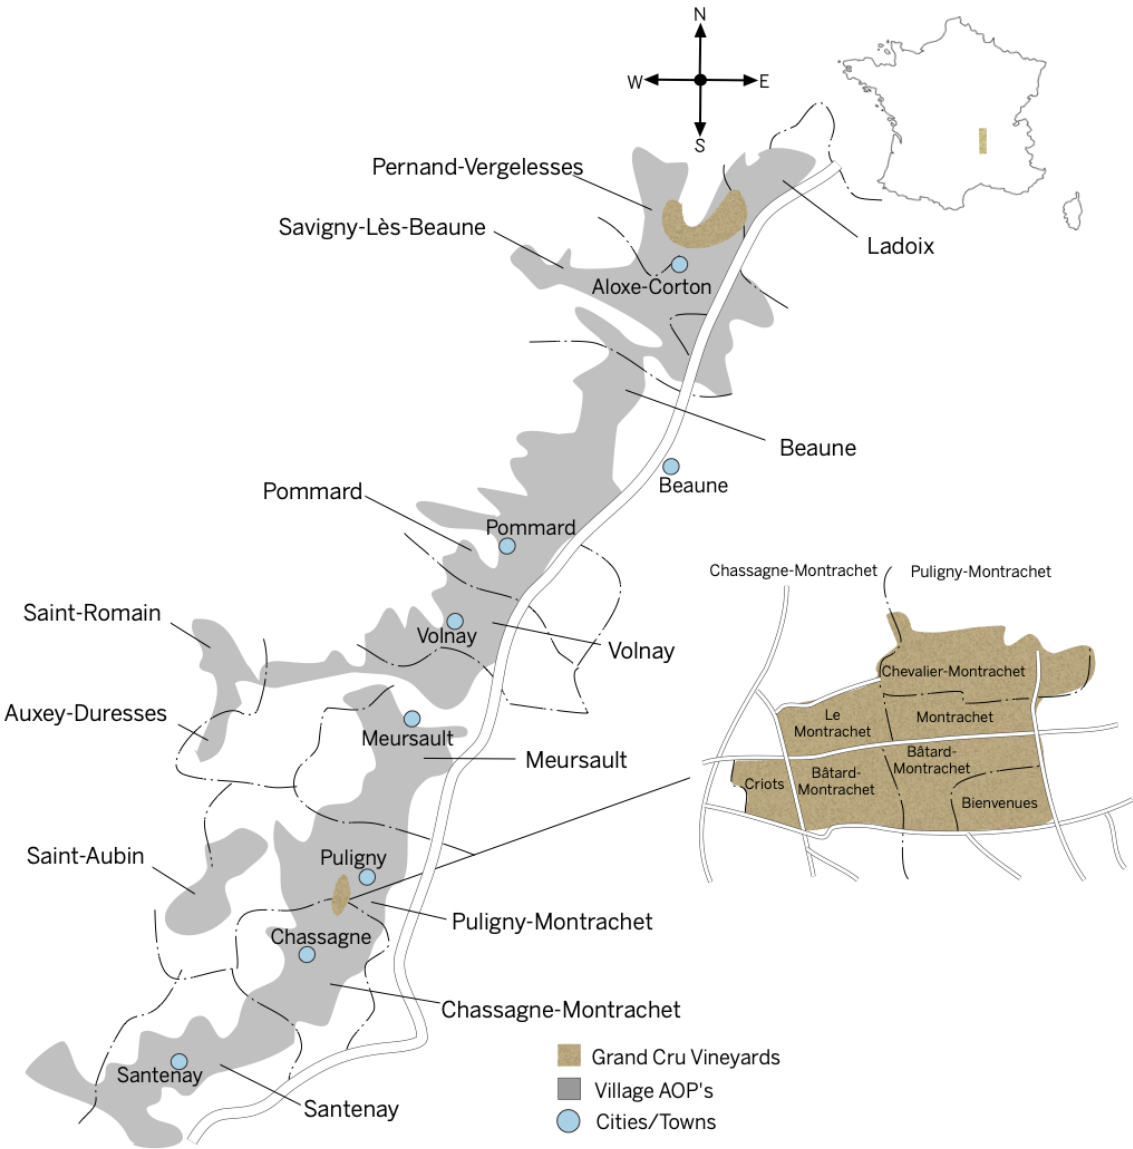 N
W
E
S
Pernand-Vergelesses
Savigny-Lès-Beaune
Ladoix
Aloxe-Corton
Beaune
Beaune
Pommard
Pommard
Saint-Romain
Volnay
Volnay
Auxey-Duresses
Meursault
Meursault
Saint-Aubin
Puligny
Puligny-Montrachet
Chassagne
Chassagne-Montrachet
Santenay
Santenay
Chassagne-Montrachet
Puligny-Montrachet
Chevalier-Montrachet
Le
Montrachet
Montrachet
Bâtard-
Montrachet
Criots
Bâtard-
Montrachet
Bienvenues
Grand Cru Vineyards
Village AOP's
Cities/Towns